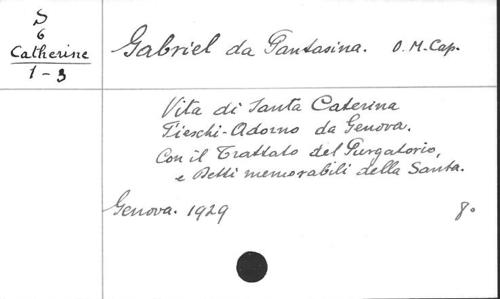 S
6
Catherine
1-3
Gabriel da Pantasina. O.M.Cap.
Vita di Santa Caterina
Fieschi-Adorno da Genova.
Con il Trattato del Purgatorio,
e Detti memorabili della Santa.
Genova. 1929 8o